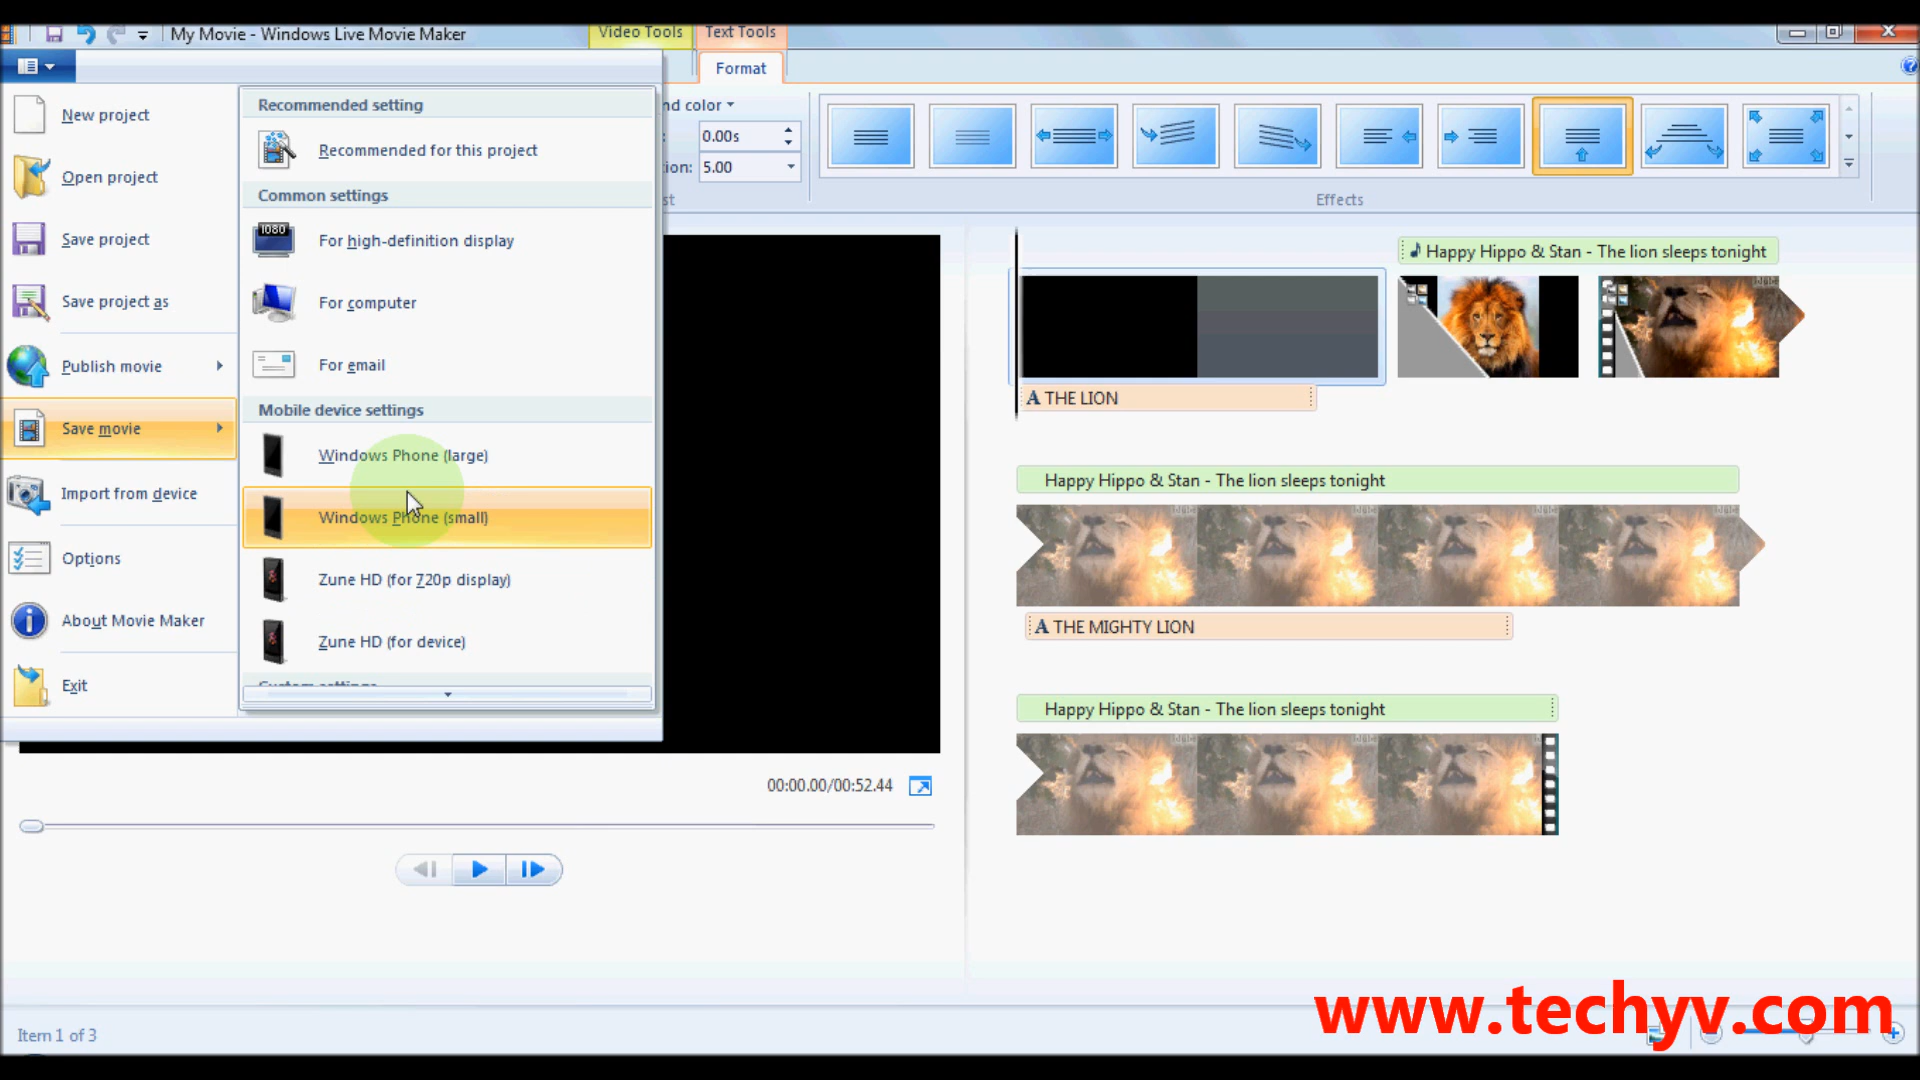 My Movie - Windows Live Movie Maker
Video Tools
Text Tools
Format
New project
Open project
Save project
Save project as
Publish movie
Save movie
Import from device
Options
About Movie Maker
Exit
Recommended setting
Recommended for this project
Common settings
1080
For high-definition display
For computer
For email
Mobile device settings
Windows Phone (large)
Windows Phone (small)
Zune HD (for 720p display)
Zune HD (for device)
Custom settings
nd color
0.00s
ion: 5.00
st
Effects
Happy Hippo & Stan - The lion sleeps tonight
A THE LION
Happy Hippo & Stan - The lion sleeps tonight
A THE MIGHTY LION
Happy Hippo & Stan - The lion sleeps tonight
00:00.00/00:52.44
Item 1 of 3
www.techyv.com